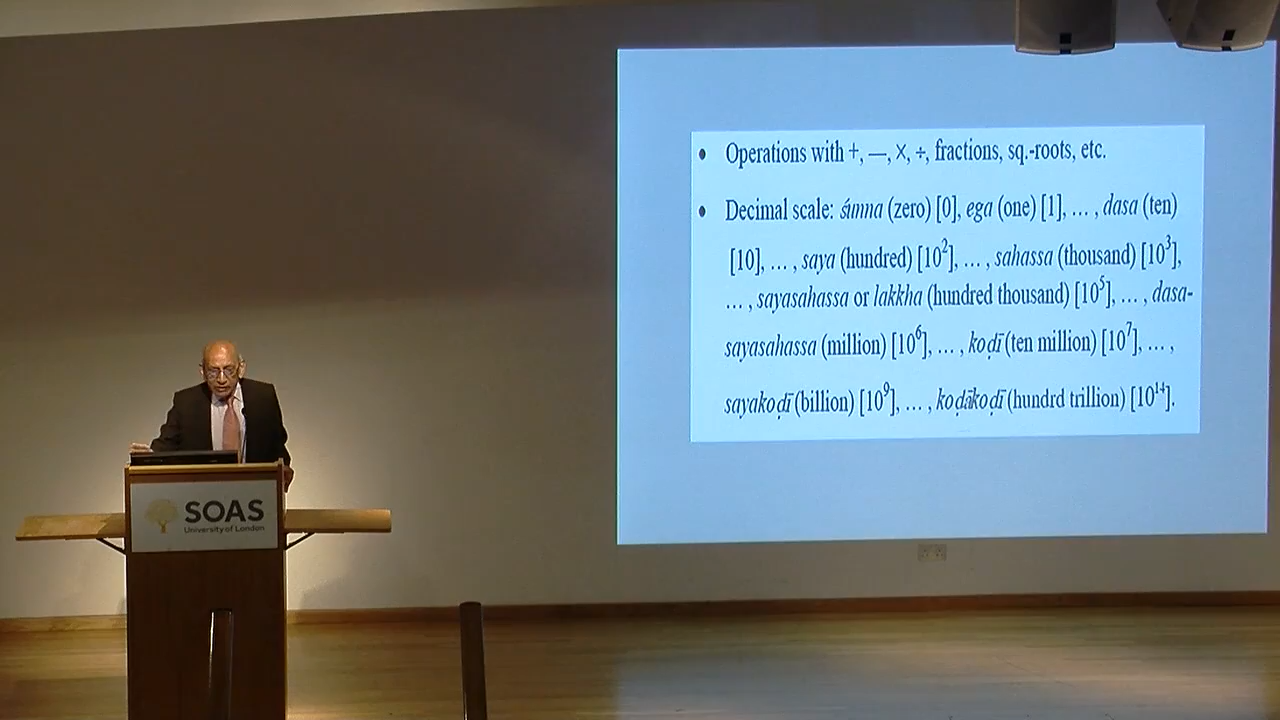 • Operations with +, —, ×, ÷, fractions, sq.-roots, etc.
• Decimal scale: śunna (zero) [0], ega (one) [1], … , dasa (ten)
[10], … , saya (hundred) [10²], … , sahassa (thousand) [10³],
… , sayasahassa or lakkha (hundred thousand) [10⁵], … , dasa-
sayasahassa (million) [10⁶], … , koḍī (ten million) [10⁷], … ,
sayakoḍī (billion) [10⁹], … , koḍākoḍī (hundrd trillion) [10¹⁴].
SOAS
University of London